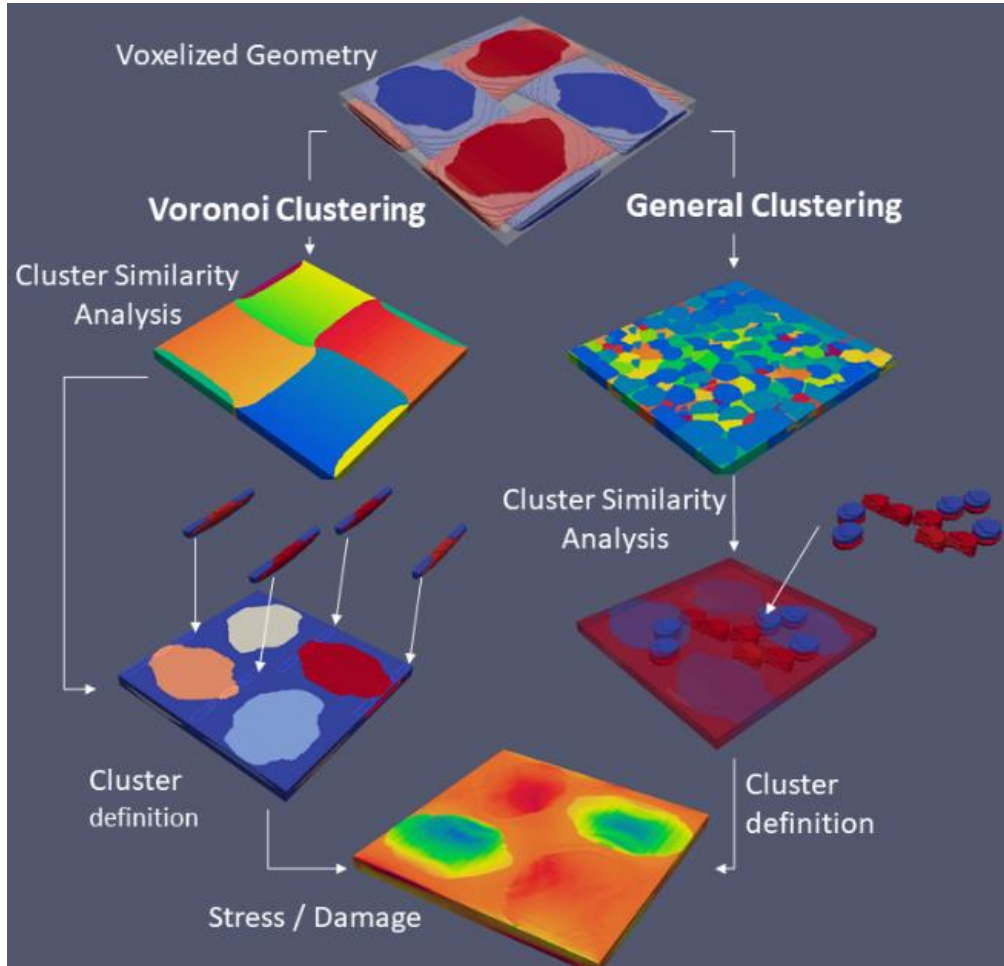 Voxelized Geometry
Voronoi Clustering
General Clustering
Cluster Similarity
Analysis
Cluster Similarity
Analysis
Cluster
definition
Cluster
definition
Stress / Damage